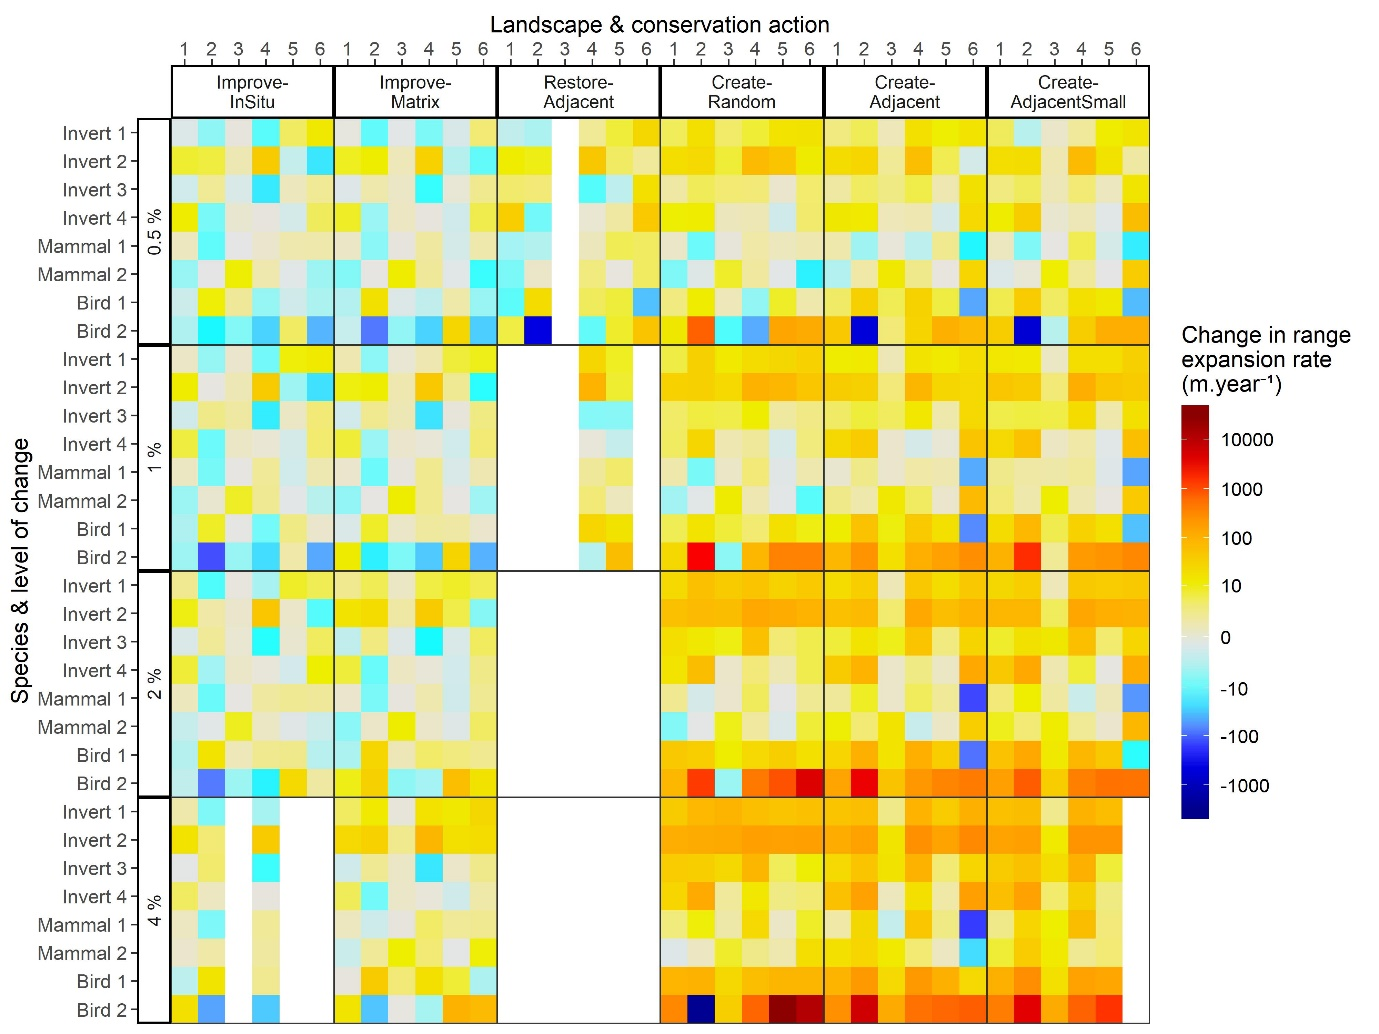 Landscape & conservation action
1 2 3 4 5 6 1 2 3 4 5 6 1 2 3 4 5 6 1 2 3 4 5 6 1 2 3 4 5 6 1 2 3 4 5 6
Improve-
InSitu
Improve-
Matrix
Restore-
Adjacent
Create-
Random
Create-
Adjacent
Create-
AdjacentSmall
Species & level of change
0.5 %
Invert 1
Invert 2
Invert 3
Invert 4
Mammal 1
Mammal 2
Bird 1
Bird 2
1 %
Invert 1
Invert 2
Invert 3
Invert 4
Mammal 1
Mammal 2
Bird 1
Bird 2
2 %
Invert 1
Invert 2
Invert 3
Invert 4
Mammal 1
Mammal 2
Bird 1
Bird 2
4 %
Invert 1
Invert 2
Invert 3
Invert 4
Mammal 1
Mammal 2
Bird 1
Bird 2
Change in range
expansion rate
(m.year⁻¹)
10000
1000
100
10
0
-10
-100
-1000